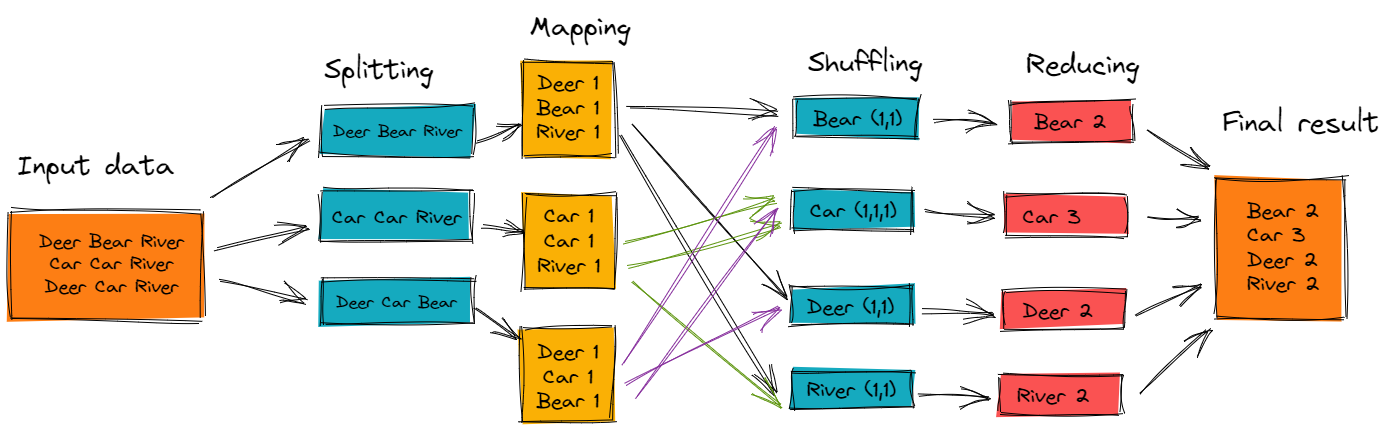 Input data
Deer Bear River
Car Car River
Deer Car River
Splitting
Deer Bear River
Car Car River
Deer Car Bear
Mapping
Deer 1
Bear 1
River 1
Car 1
Car 1
River 1
Deer 1
Car 1
Bear 1
Shuffling
Bear (1,1)
Car (1,1,1)
Deer (1,1)
River (1,1)
Reducing
Bear 2
Car 3
Deer 2
River 2
Final result
Bear 2
Car 3
Deer 2
River 2